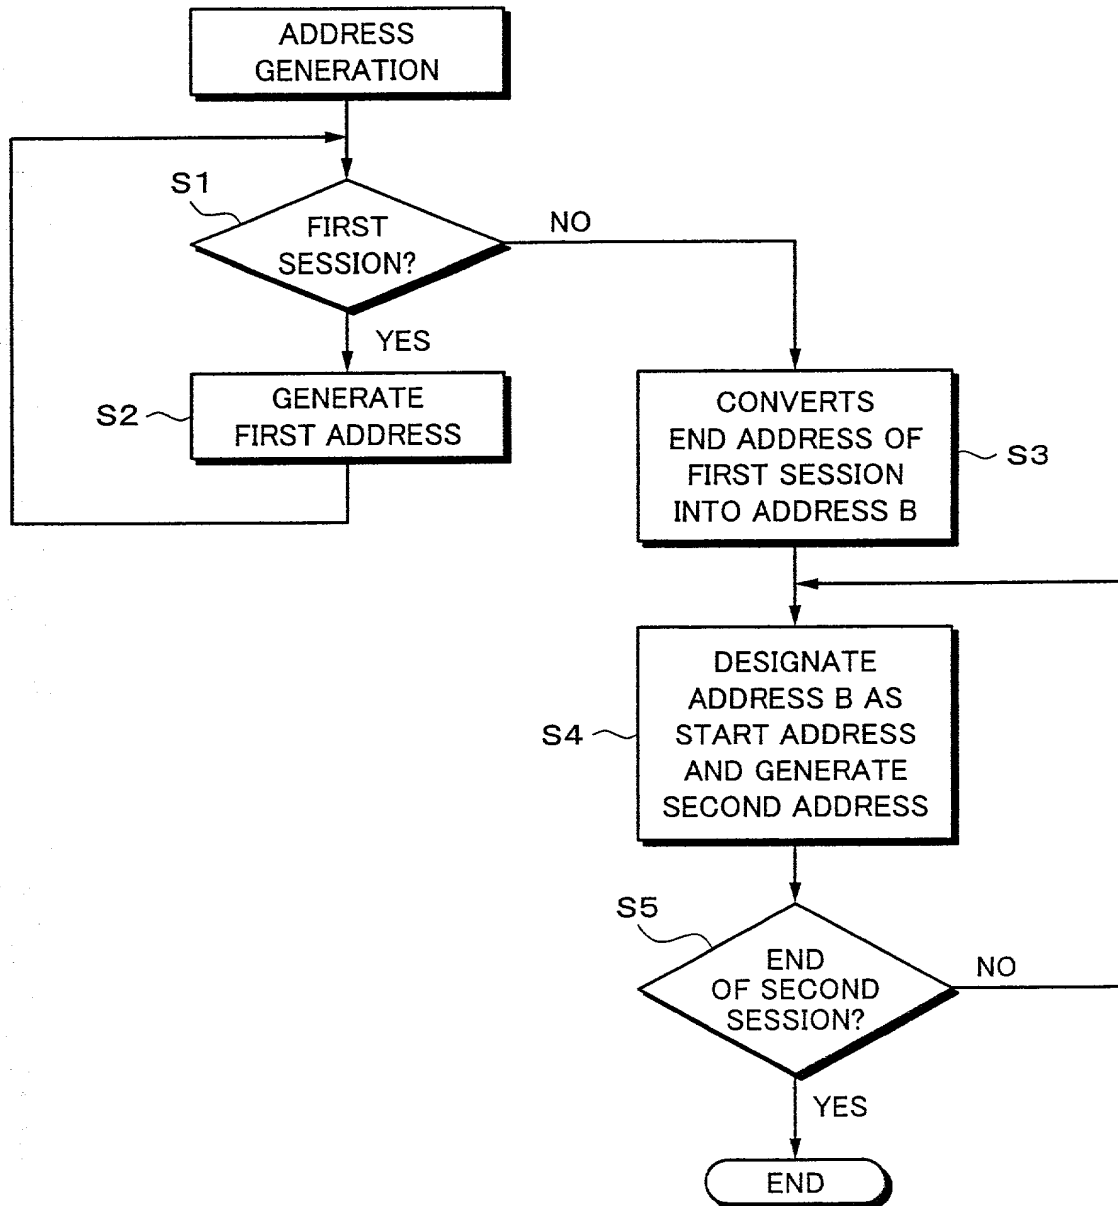 ADDRESS
GENERATION
S1
FIRST
SESSION?
NO
YES
S2
GENERATE
FIRST ADDRESS
CONVERTS
END ADDRESS OF
FIRST SESSION
INTO ADDRESS B
S3
DESIGNATE
ADDRESS B AS
START ADDRESS
AND GENERATE
SECOND ADDRESS
S4
S5
END
OF SECOND
SESSION?
NO
YES
END